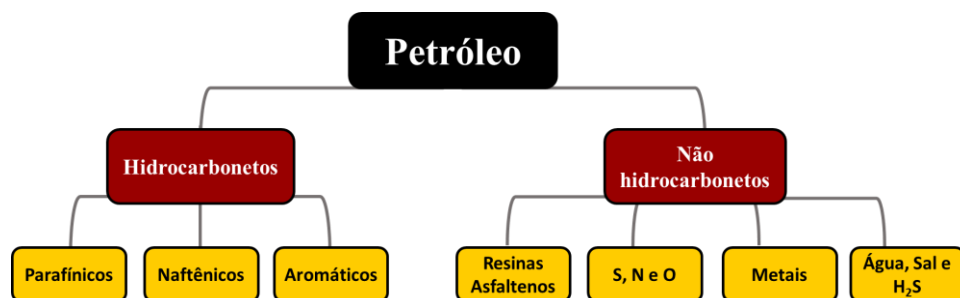 Petróleo
Hidrocarbonetos
Não
hidrocarbonetos
Parafínicos
Naftênicos
Aromáticos
Resinas
Asfaltenos
S, N e O
Metais
Água, Sal e
H₂S